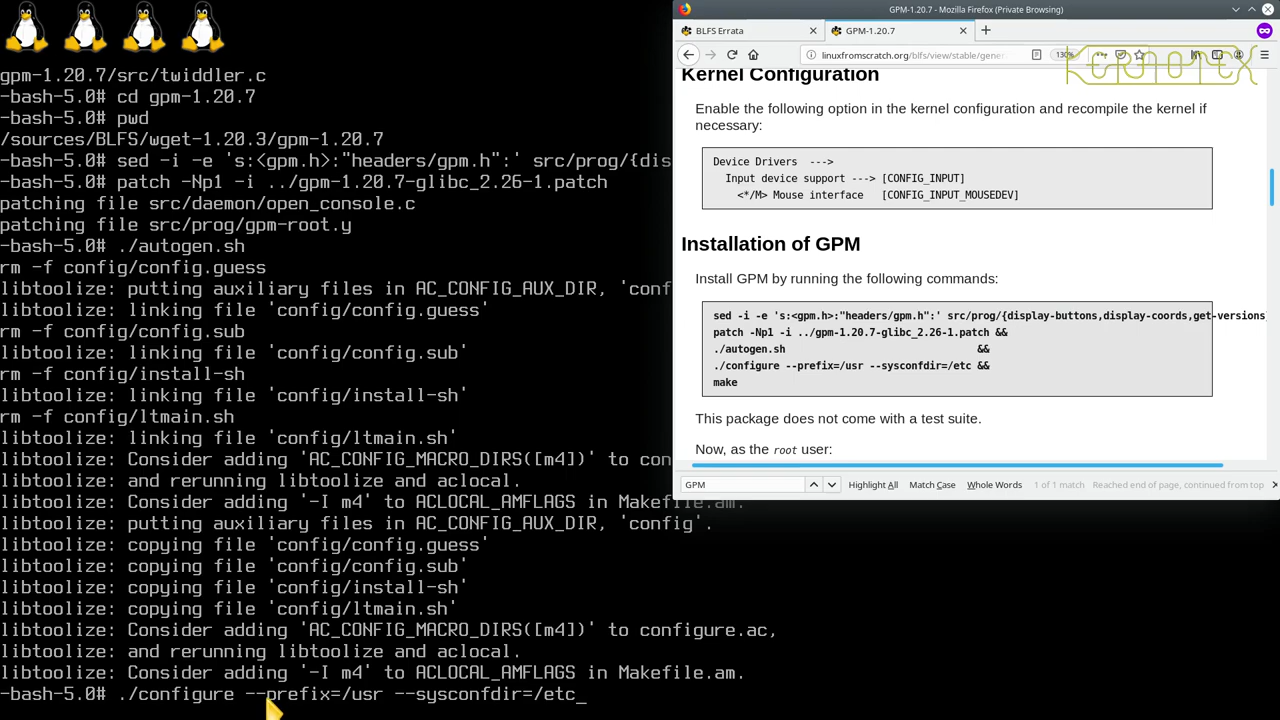 gpm-1.20.7/src/twiddler.c
-bash-5.0# cd gpm-1.20.7
-bash-5.0# pwd
/sources/BLFS/wget-1.20.3/gpm-1.20.7
-bash-5.0# sed -i -e 's:<gpm.h>:"headers/gpm.h":' src/prog/{dis
-bash-5.0# patch -Np1 -i ../gpm-1.20.7-glibc_2.26-1.patch
patching file src/daemon/open_console.c
patching file src/prog/gpm-root.y
-bash-5.0# ./autogen.sh
rm -f config/config.guess
libtoolize: putting auxiliary files in AC_CONFIG_AUX_DIR, 'conf
libtoolize: linking file 'config/config.guess'
rm -f config/config.sub
libtoolize: linking file 'config/config.sub'
rm -f config/install-sh
libtoolize: linking file 'config/install-sh'
rm -f config/ltmain.sh
libtoolize: linking file 'config/ltmain.sh'
libtoolize: Consider adding 'AC_CONFIG_MACRO_DIRS([m4])' to con
libtoolize: and rerunning libtoolize and aclocal.
libtoolize: Consider adding '-I m4' to ACLOCAL_AMFLAGS in Makefile.am.
libtoolize: putting auxiliary files in AC_CONFIG_AUX_DIR, 'config'.
libtoolize: copying file 'config/config.guess'
libtoolize: copying file 'config/config.sub'
libtoolize: copying file 'config/install-sh'
libtoolize: copying file 'config/ltmain.sh'
libtoolize: Consider adding 'AC_CONFIG_MACRO_DIRS([m4])' to configure.ac,
libtoolize: and rerunning libtoolize and aclocal.
libtoolize: Consider adding '-I m4' to ACLOCAL_AMFLAGS in Makefile.am.
-bash-5.0# ./configure --prefix=/usr --sysconfdir=/etc_
GPM-1.20.7 - Mozilla Firefox (Private Browsing)
BLFS Errata
GPM-1.20.7
linuxfromscratch.org/blfs/view/stable/gene
130%
Kernel Configuration
Enable the following option in the kernel configuration and recompile the kernel if
necessary:
Device Drivers --->
Input device support ---> [CONFIG_INPUT]
<*/M> Mouse interface [CONFIG_INPUT_MOUSEDEV]
Installation of GPM
Install GPM by running the following commands:
sed -i -e 's:<gpm.h>:"headers/gpm.h":' src/prog/{display-buttons,display-coords,get-versions}
patch -Np1 -i ../gpm-1.20.7-glibc_2.26-1.patch &&
./autogen.sh &&
./configure --prefix=/usr --sysconfdir=/etc &&
make
This package does not come with a test suite.
Now, as the root user:
GPM
Highlight All
Match Case
Whole Words
1 of 1 match
Reached end of page, continued from top